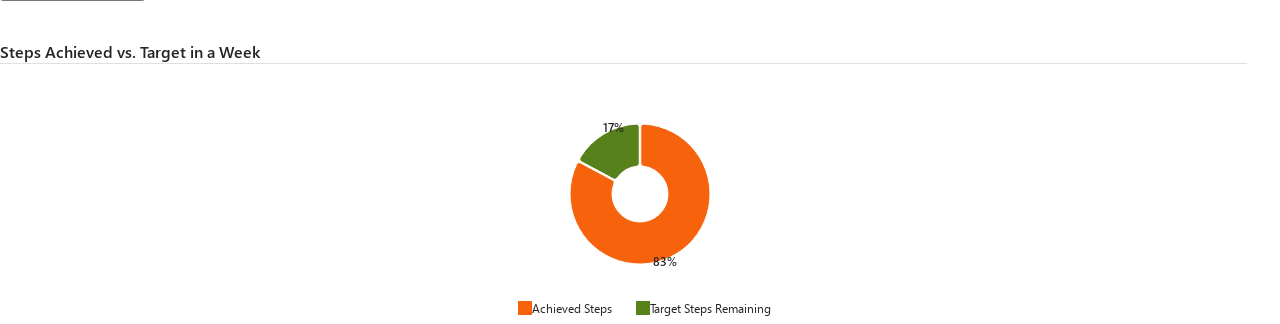 Steps Achieved vs. Target in a Week
17%
83%
Achieved Steps
Target Steps Remaining